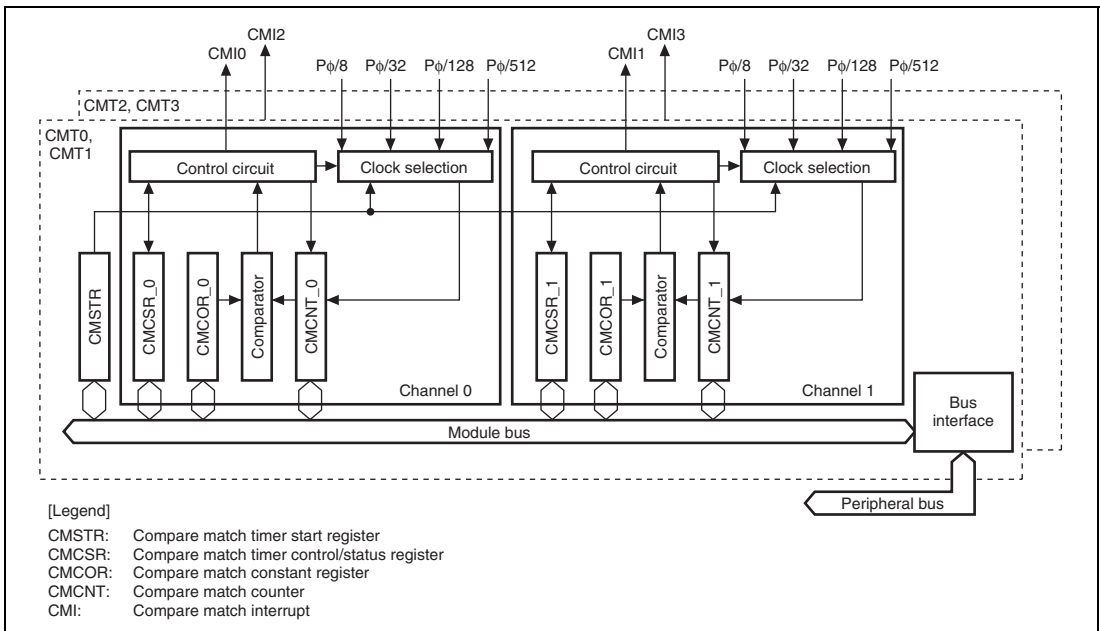 CMI2
CMI0
Pϕ/8 Pϕ/32 Pϕ/128 Pϕ/512
CMI3
CMI1
Pϕ/8 Pϕ/32 Pϕ/128 Pϕ/512
CMT2, CMT3
CMT0,
CMT1
Control circuit
Clock selection
Control circuit
Clock selection
CMSTR
CMCSR_0
CMCOR_0
Comparator
CMCNT_0
CMCSR_1
CMCOR_1
Comparator
CMCNT_1
Channel 0
Channel 1
Bus
interface
Module bus
Peripheral bus
[Legend]
CMSTR: Compare match timer start register
CMCSR: Compare match timer control/status register
CMCOR: Compare match constant register
CMCNT: Compare match counter
CMI: Compare match interrupt